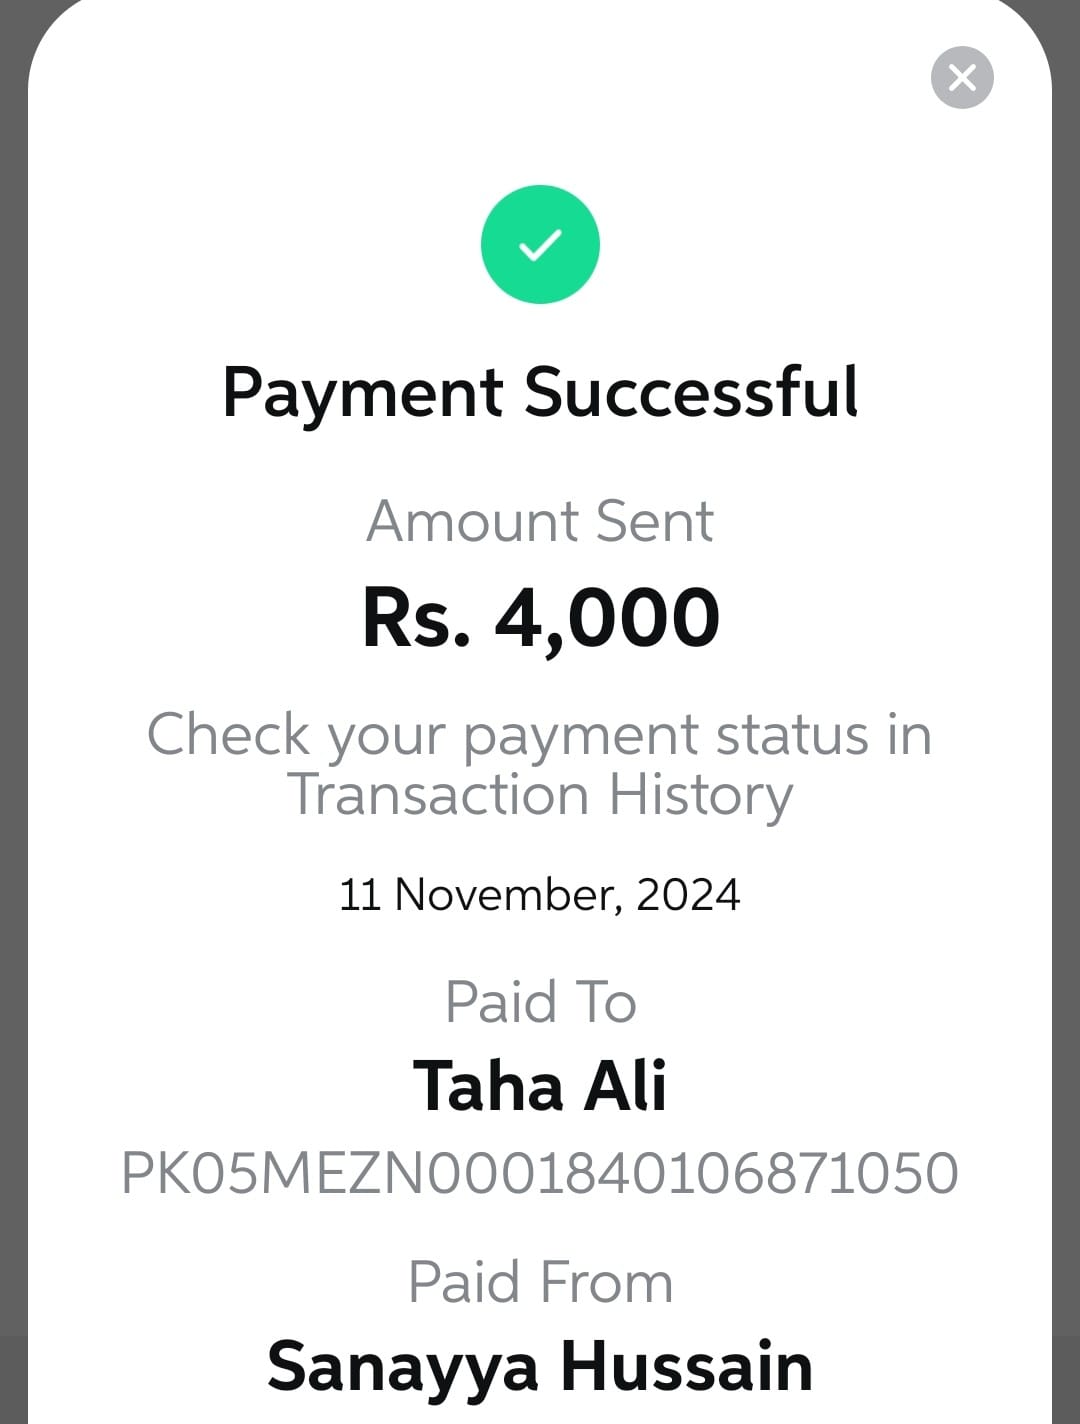 Payment Successful
Amount Sent
Rs. 4,000
Check your payment status in
Transaction History
11 November, 2024
Paid To
Taha Ali
PK05MEZN0001840106871050
Paid From
Sanayya Hussain